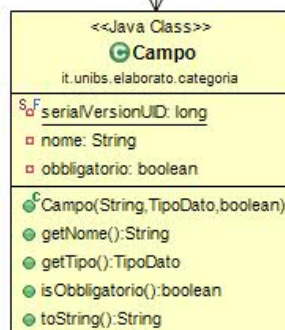 <<Java Class>>
C Campo
it.unibs.elaborato.categoria
S F serialVersionUID: long
nome: String
obbligatorio: boolean
C Campo(String,TipoDato,boolean)
getNome():String
getTipo():TipoDato
isObbligatorio():boolean
toString():String